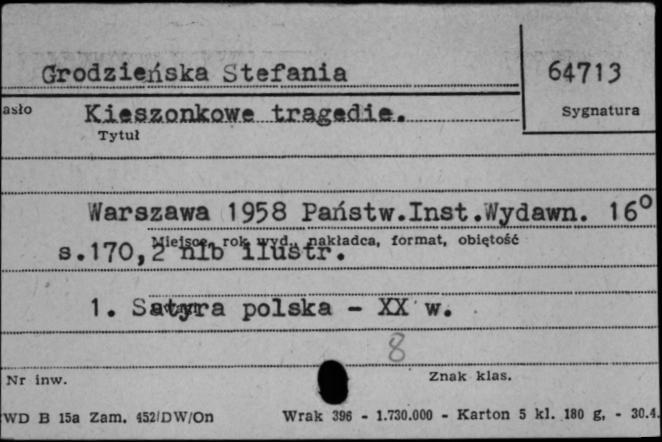 Grodzieńska Stefania
64713
asło
Kieszonkowe tragedie.
Sygnatura
Tytuł
Warszawa 1958 Państw.Inst.Wydawn. 16⁰
Miejsce, rok wyd., nakładca, format, objętość
s.170,2 nlb ilustr.
1. Satyra polska - XX w.
8
Nr inw.
Znak klas.
WD B 15a Zam. 452/DW/On Wrak 396 - 1.730.000 - Karton 5 kl. 180 g, - 30.4.